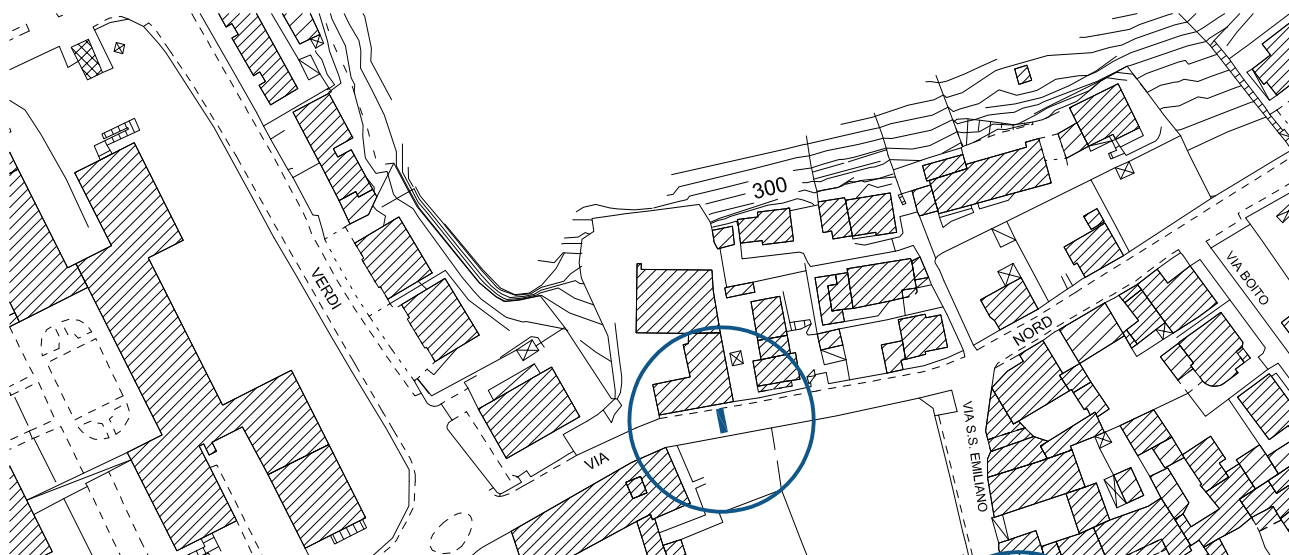 300
VERDI
VIA BOITO
NORD
VIA
VIA S.S. EMILIANO